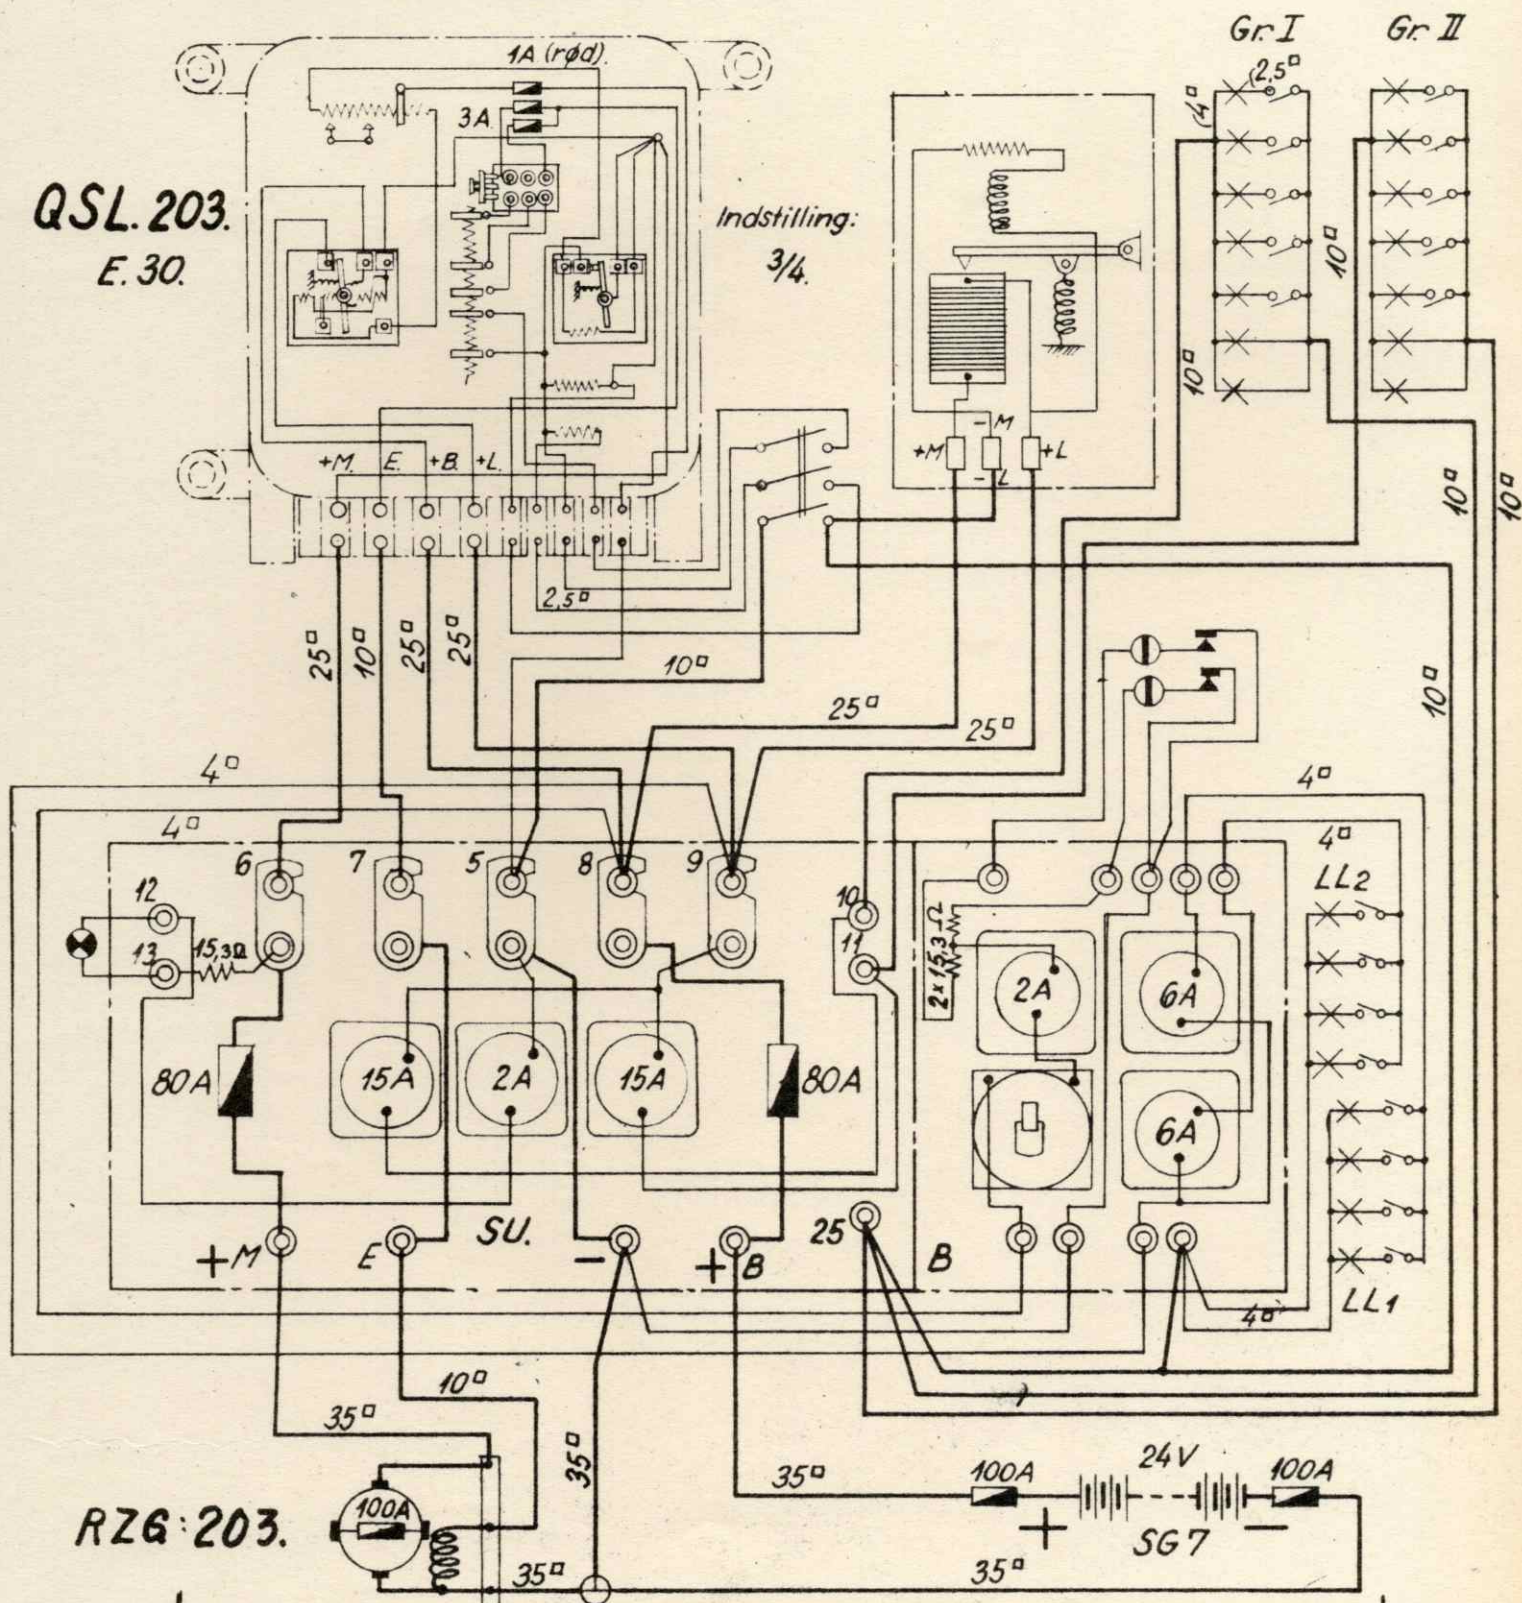 Gr. I
Gr. II
1A (rød).
2,5▫
4▫
3A.
QSL. 203.
E. 30.
Indstilling:
3/4.
10▫
10▫
- M
+M. E. +B. +L.
+M
+L
- L
10▫
10▫
2,5▫
25▫
10▫
25▫
25▫
10▫
10▫
25▫
25▫
4▫
4▫
4▫
4▫
6
7
5
8
9
LL2
12
10
13
15,3Ω
11
2×15,3-Ω
2A
6A
80A
15A
2A
15A
80A
6A
+M
E
SU.
-
+B
25
B
LL1
4▫
10▫
35▫
35▫
35▫
100A
24V
100A
RZG: 203.
100A
+
SG7
-
35▫
35▫